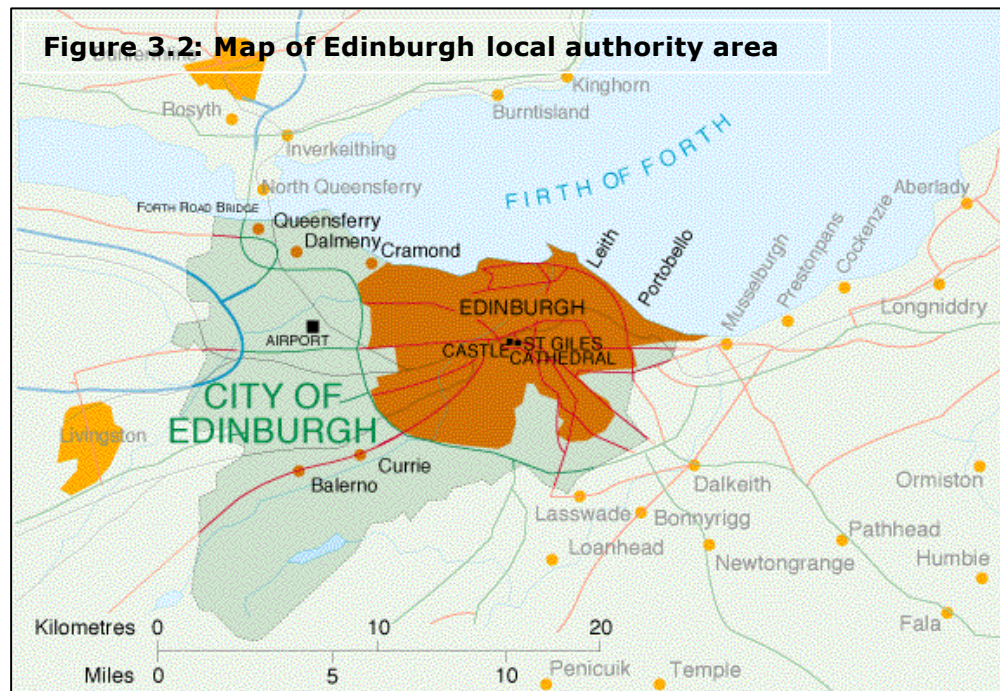 Figure 3.2: Map of Edinburgh local authority area
Dunfermline
Kinghorn
Burntisland
Rosyth
Inverkeithing
FIRTH OF FORTH
North Queensferry
Aberlady
FORTH ROAD BRIDGE
Queensferry
Dalmeny
Cramond
Leith
Portobello
Musselburgh
Prestonpans
Cockenzie
Longniddry
EDINBURGH
AIRPORT
CASTLE
ST GILES
CATHEDRAL
CITY OF
EDINBURGH
Livingston
Currie
Balerno
Dalkeith
Ormiston
Lasswade
Bonnyrigg
Pathhead
Loanhead
Newtongrange
Humbie
Fala
Kilometres 0 10 20
Miles 0 5 10
Penicuik
Temple